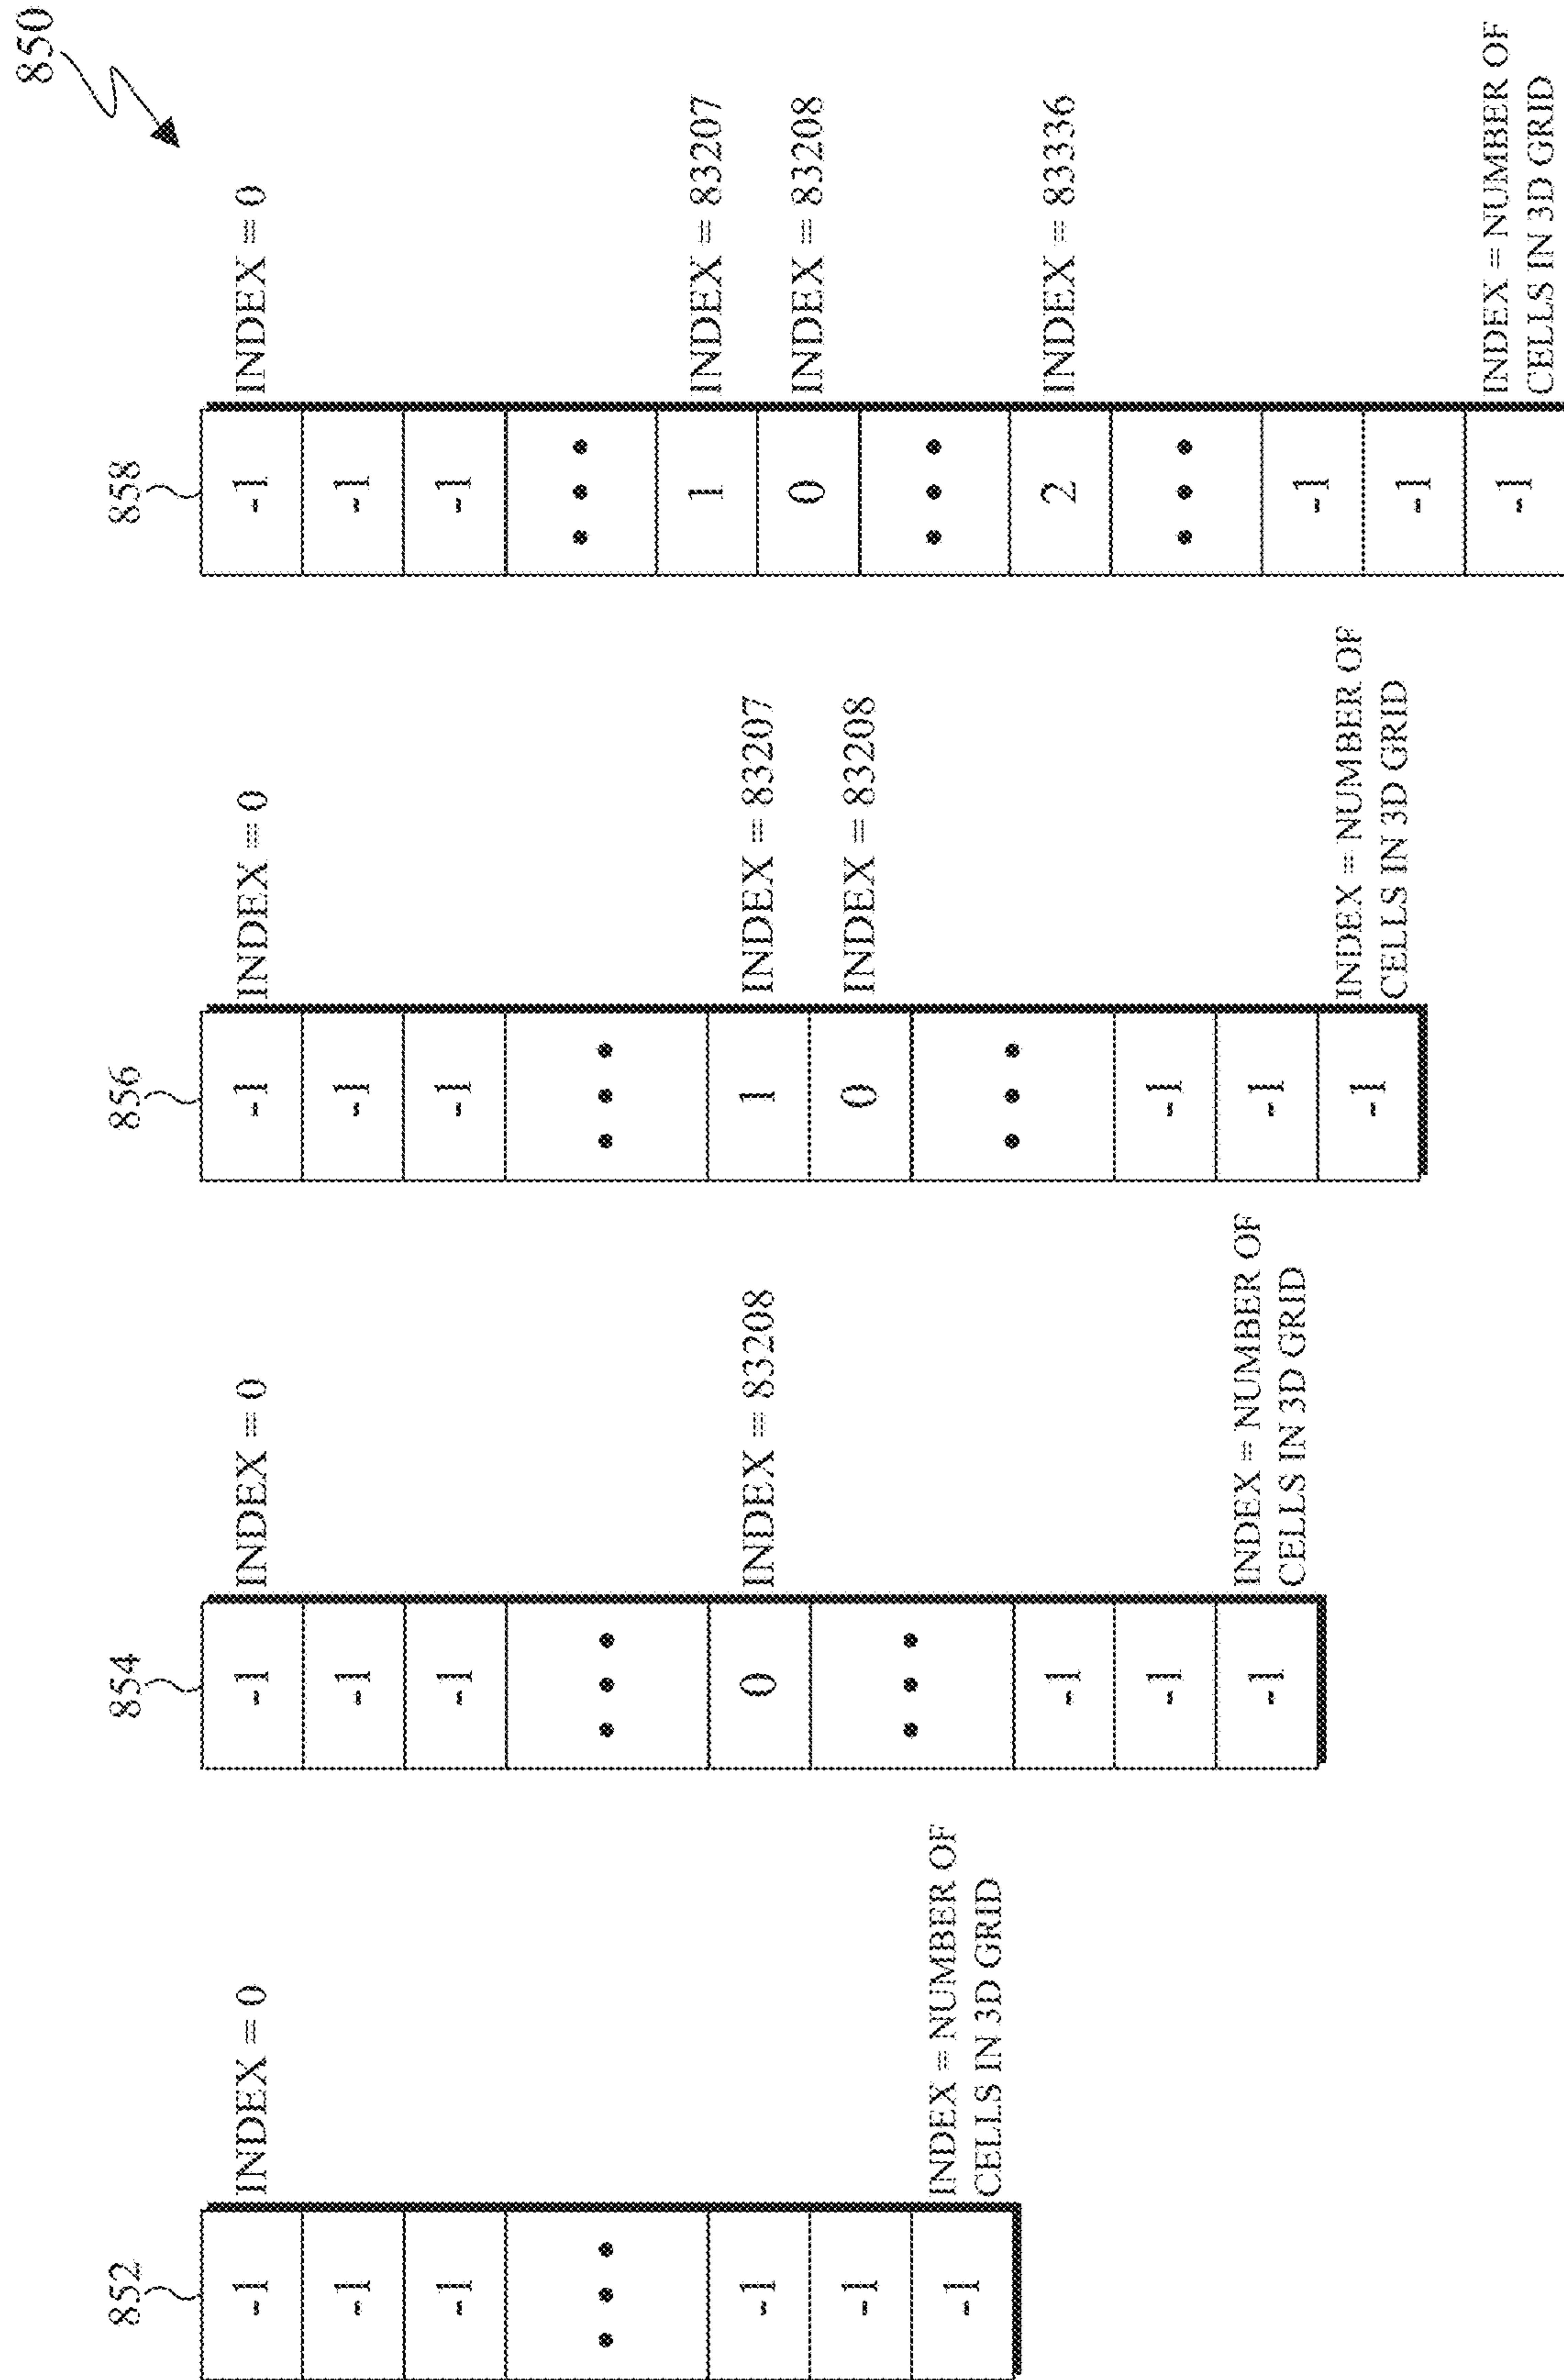 850
852
-1
INDEX = 0
-1
-1
• • •
-1
-1
-1
INDEX = NUMBER OF
CELLS IN 3D GRID
854
-1
INDEX = 0
-1
-1
• • •
0
INDEX = 83208
• • •
-1
-1
-1
INDEX = NUMBER OF
CELLS IN 3D GRID
856
-1
INDEX = 0
-1
-1
• • •
1
INDEX = 83207
0
INDEX = 83208
• • •
-1
-1
-1
INDEX = NUMBER OF
CELLS IN 3D GRID
858
-1
INDEX = 0
-1
-1
• • •
1
INDEX = 83207
0
INDEX = 83208
• • •
2
INDEX = 83336
• • •
-1
-1
-1
INDEX = NUMBER OF
CELLS IN 3D GRID